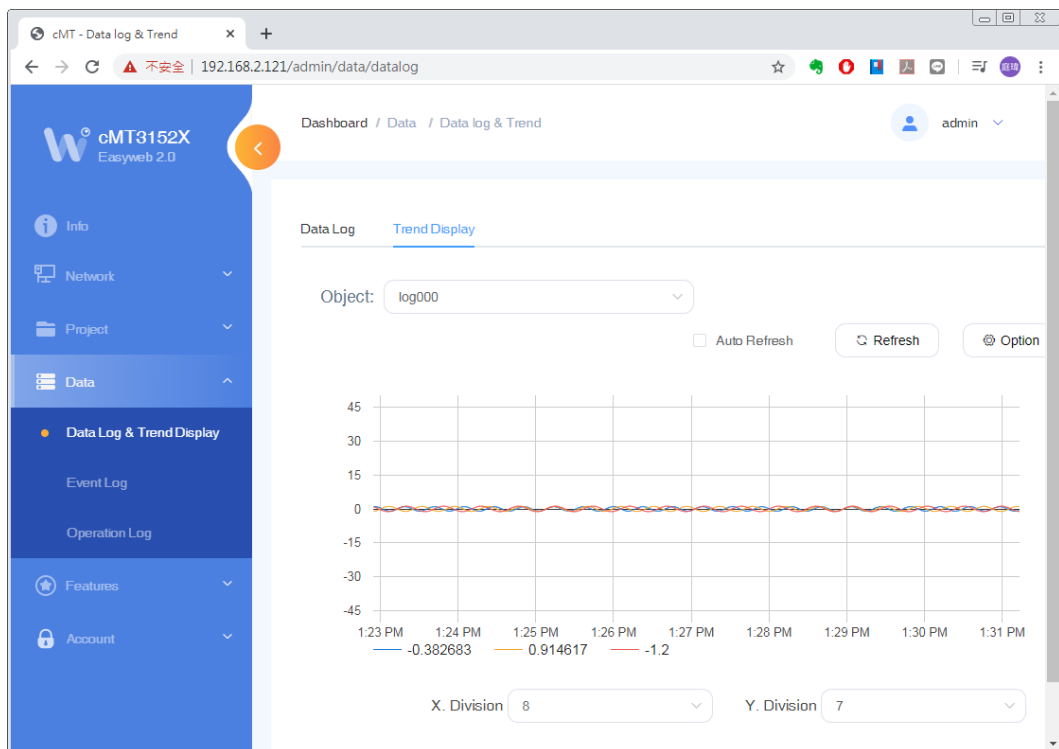 cMT - Data log & Trend
不安全 192.168.2.121/admin/data/datalog
cMT3152X
Easyweb 2.0
Dashboard / Data / Data log & Trend
admin
Info
Network
Project
Data
Data Log & Trend Display
Event Log
Operation Log
Features
Account
Data Log Trend Display
Object: log000
Auto Refresh Refresh Option
45
30
15
0
-15
-30
-45
1:23 PM 1:24 PM 1:25 PM 1:26 PM 1:27 PM 1:28 PM 1:29 PM 1:30 PM 1:31 PM
-0.382683 0.914617 -1.2
X. Division 8 Y. Division 7